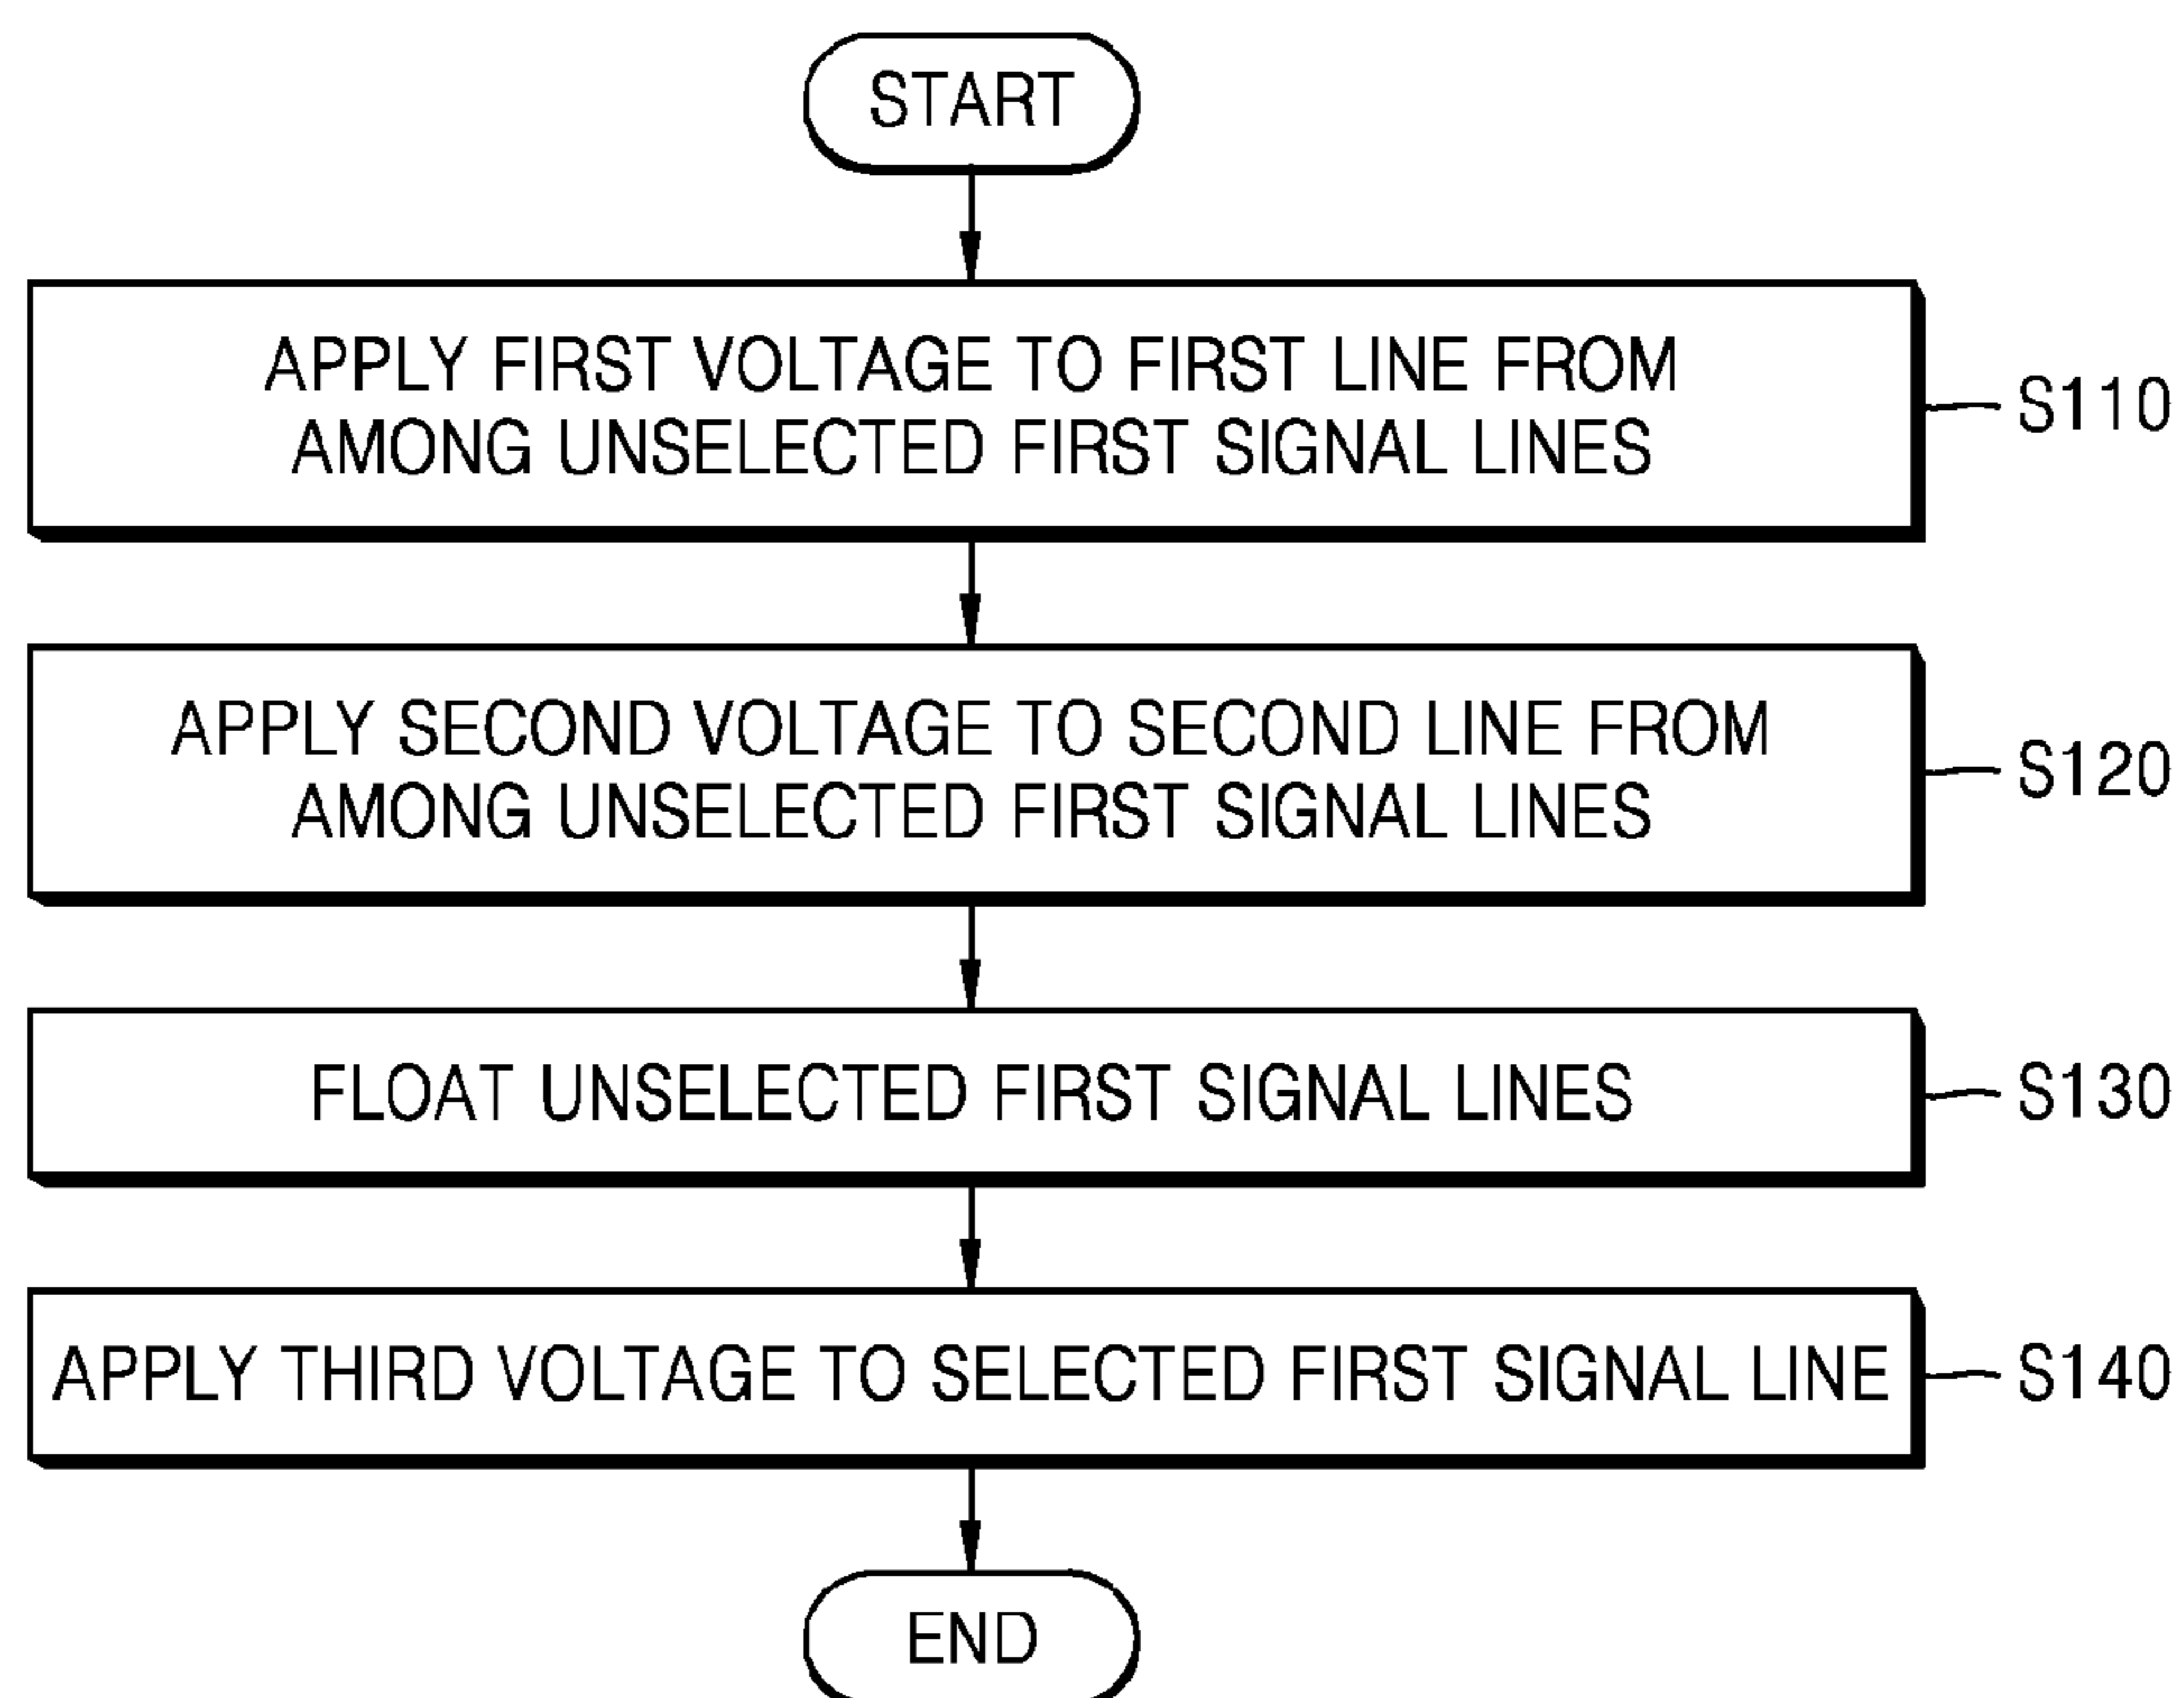 START
APPLY FIRST VOLTAGE TO FIRST LINE FROM
AMONG UNSELECTED FIRST SIGNAL LINES
S110
APPLY SECOND VOLTAGE TO SECOND LINE FROM
AMONG UNSELECTED FIRST SIGNAL LINES
S120
FLOAT UNSELECTED FIRST SIGNAL LINES
S130
APPLY THIRD VOLTAGE TO SELECTED FIRST SIGNAL LINE
S140
END